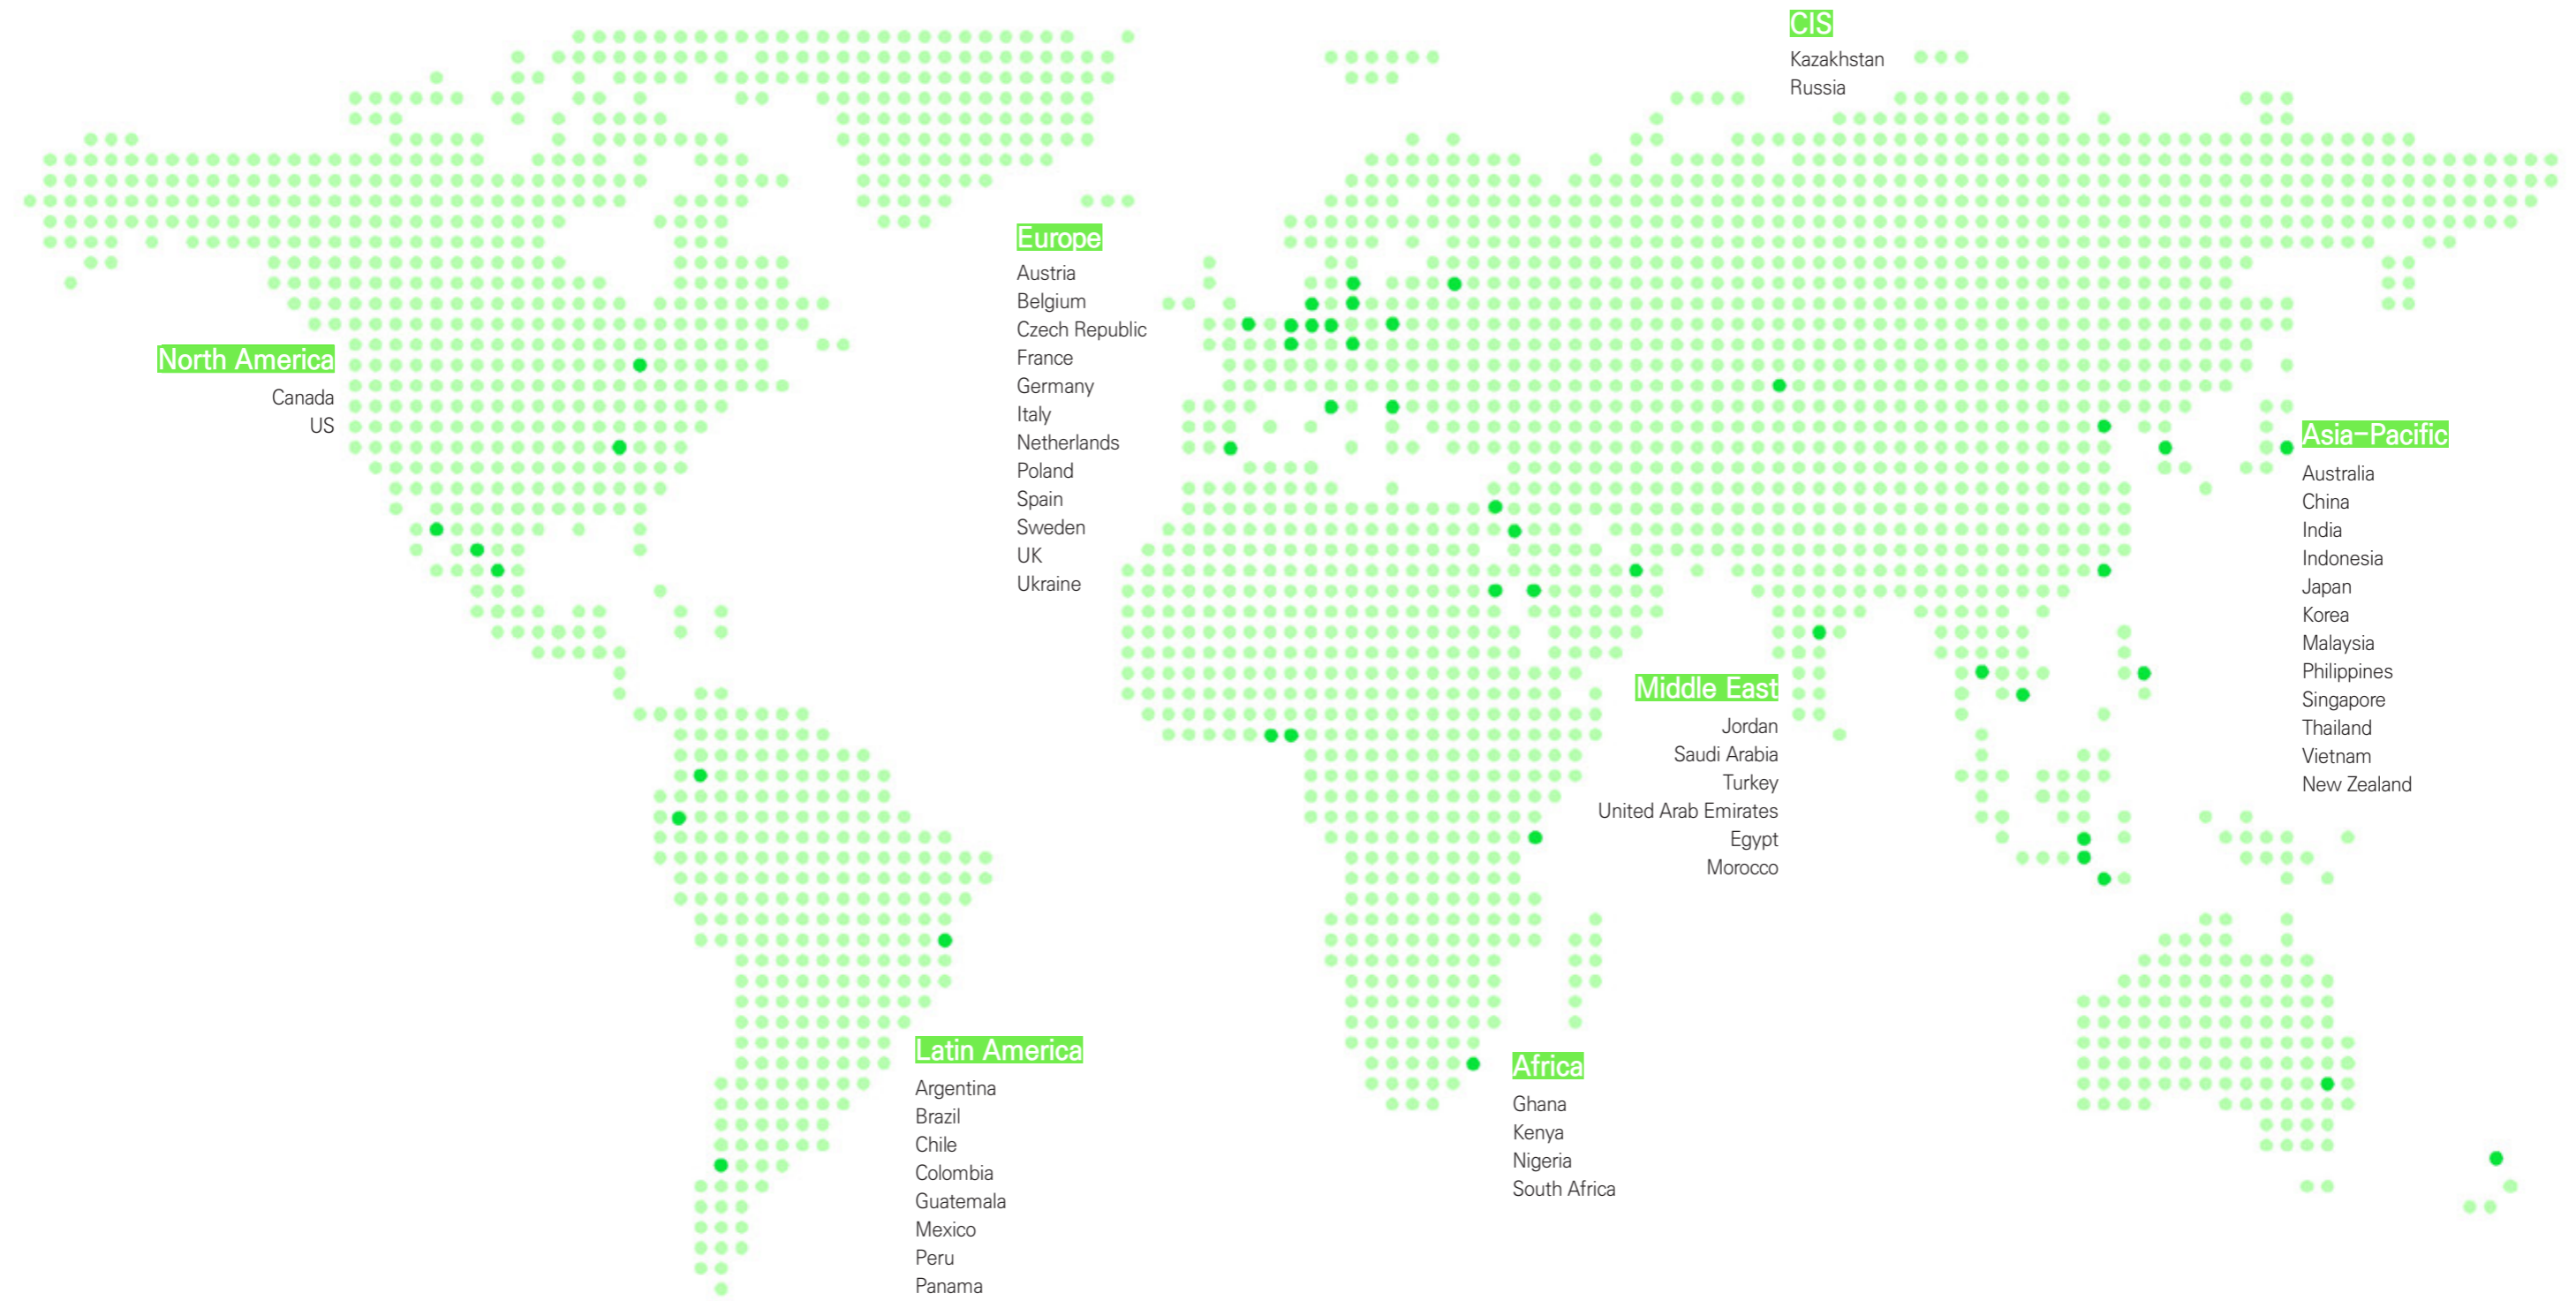 CIS
Kazakhstan
Russia
Europe
Austria
Belgium
Czech Republic
France
Germany
Italy
Netherlands
Poland
Spain
Sweden
UK
Ukraine
North America
Canada
US
Asia-Pacific
Australia
China
India
Indonesia
Japan
Korea
Malaysia
Philippines
Singapore
Thailand
Vietnam
New Zealand
Middle East
Jordan
Saudi Arabia
Turkey
United Arab Emirates
Egypt
Morocco
Latin America
Argentina
Brazil
Chile
Colombia
Guatemala
Mexico
Peru
Panama
Africa
Ghana
Kenya
Nigeria
South Africa